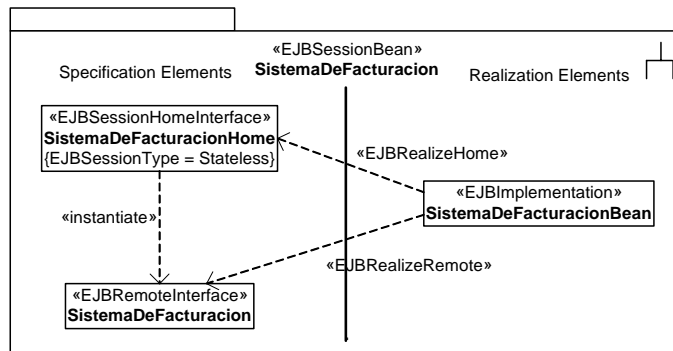 «EJBSessionBean»
SistemaDeFacturacion
Specification Elements
Realization Elements
«EJBSessionHomeInterface»
SistemaDeFacturacionHome
{EJBSessionType = Stateless}
«EJBRealizeHome»
«EJBImplementation»
SistemaDeFacturacionBean
«instantiate»
«EJBRealizeRemote»
«EJBRemoteInterface»
SistemaDeFacturacion